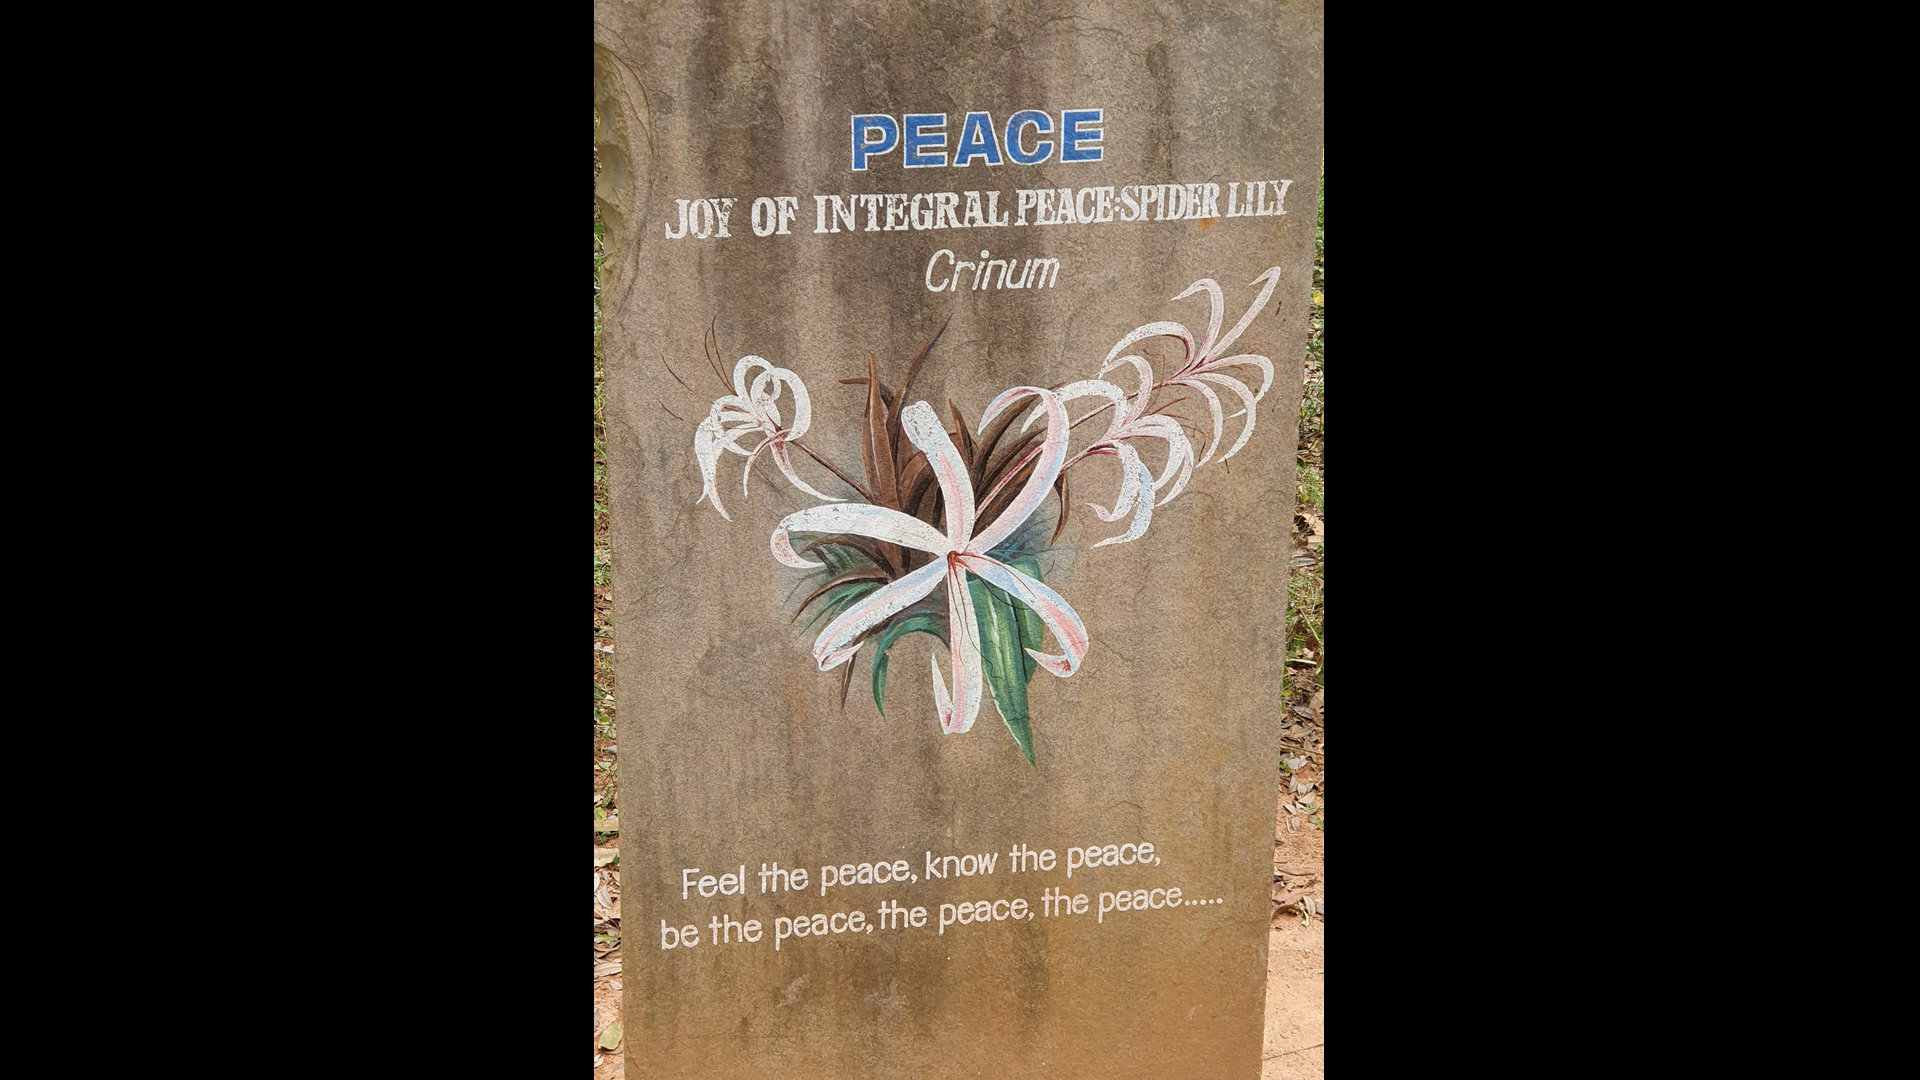 PEACE
JOY OF INTEGRAL PEACE:SPIDER LILY
Crinum
Feel the peace, know the peace,
be the peace, the peace, the peace.....